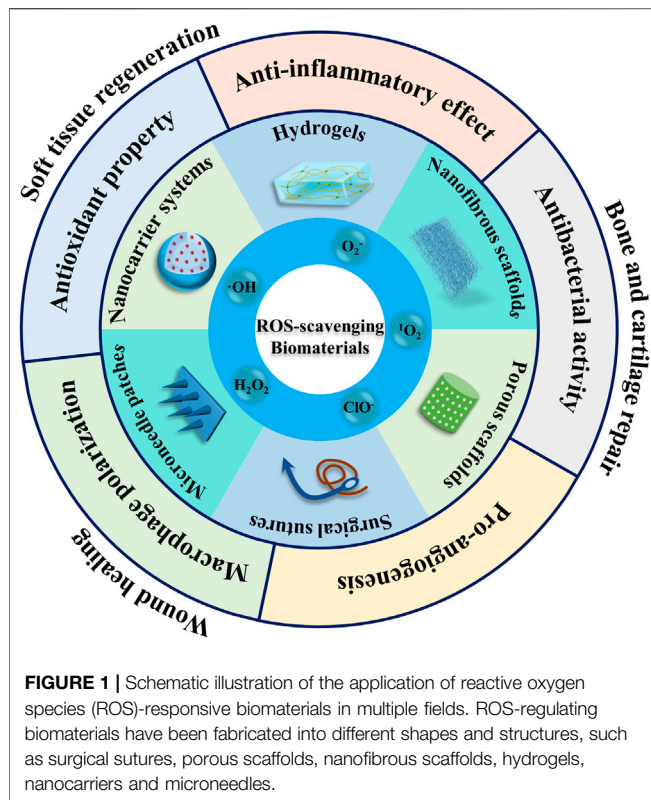 Soft tissue regeneration
Bone and cartilage repair
Wound healing
Anti-inflammatory effect
Antibacterial activity
Pro-angiogenesis
Macrophage polarization
Antioxidant property
Hydrogels
Nanofibrous scaffolds
Porous scaffolds
Surgical sutures
Microneedle patches
Nanocarrier systems
O₂⁻
¹O₂
ClO⁻
H₂O₂
·OH
ROS-scavenging
Biomaterials
FIGURE 1 | Schematic illustration of the application of reactive oxygen
species (ROS)-responsive biomaterials in multiple fields. ROS-regulating
biomaterials have been fabricated into different shapes and structures, such
as surgical sutures, porous scaffolds, nanofibrous scaffolds, hydrogels,
nanocarriers and microneedles.